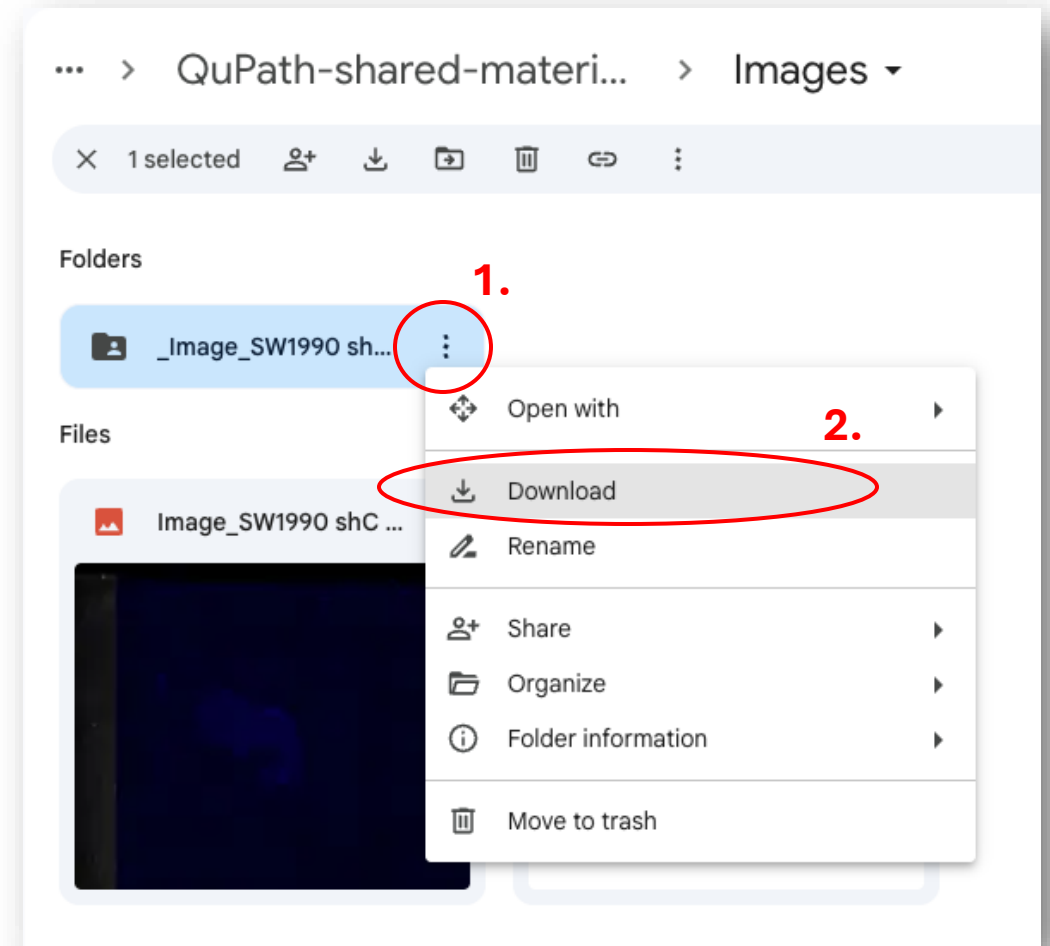 QuPath-shared-materi... Images
1 selected
Folders
1.
_Image_SW1990 sh...
Open with
2.
Files
Download
Image_SW1990 shC ...
Rename
Share
Organize
Folder information
Move to trash